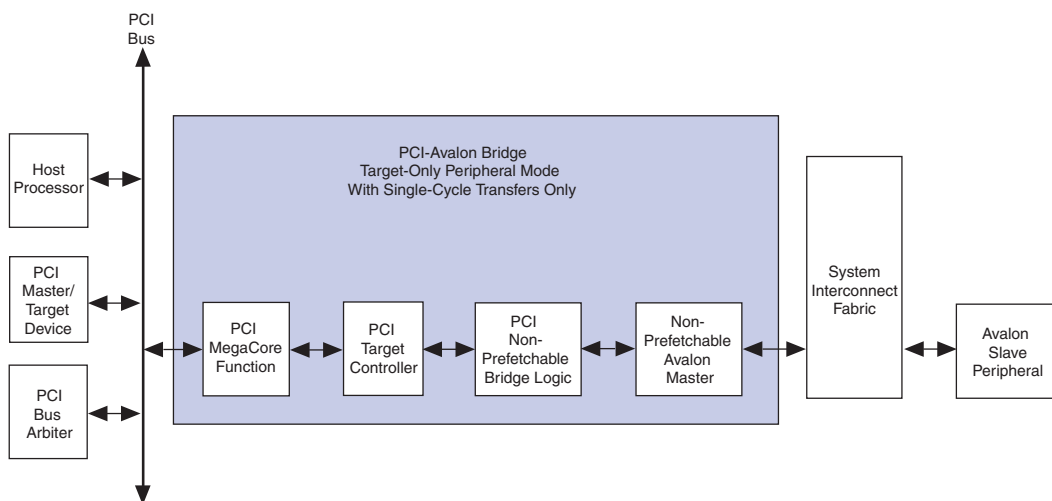 PCI
Bus
PCI-Avalon Bridge
Target-Only Peripheral Mode
With Single-Cycle Transfers Only
Host
Processor
PCI
Master/
Target
Device
PCI
Bus
Arbiter
PCI
MegaCore
Function
PCI
Target
Controller
PCI
Non-
Prefetchable
Bridge Logic
Non-
Prefetchable
Avalon
Master
System
Interconnect
Fabric
Avalon
Slave
Peripheral